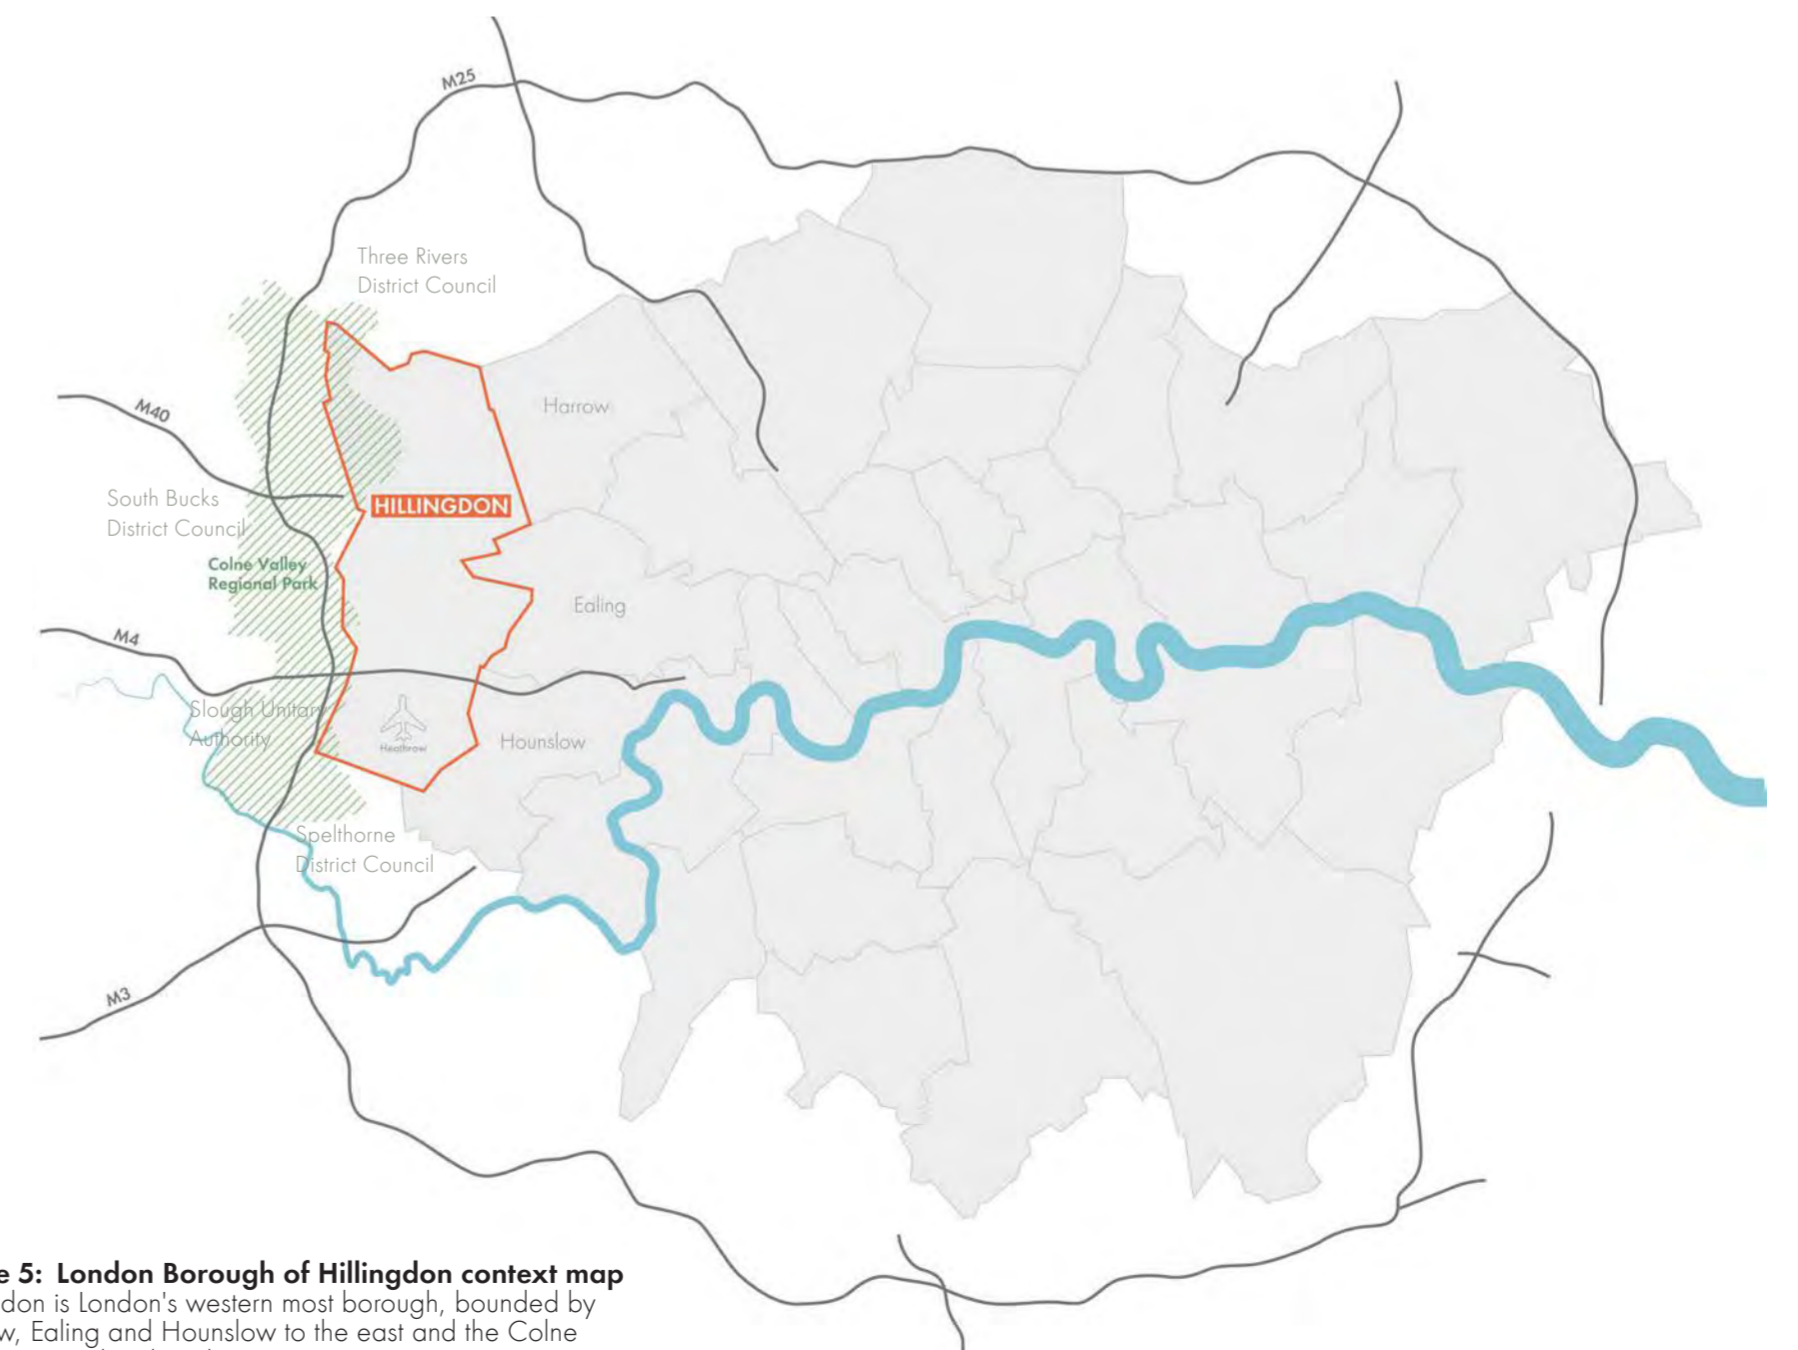 M25
Three Rivers
District Council
Harrow
M40
HILLINGDON
South Bucks
District Council
Colne Valley
Regional Park
Ealing
M4
Slough Unitary
Authority
Heathrow
Hounslow
Spelthorne
District Council
M3
e 5: London Borough of Hillingdon context map
don is London's western most borough, bounded by
w, Ealing and Hounslow to the east and the Colne